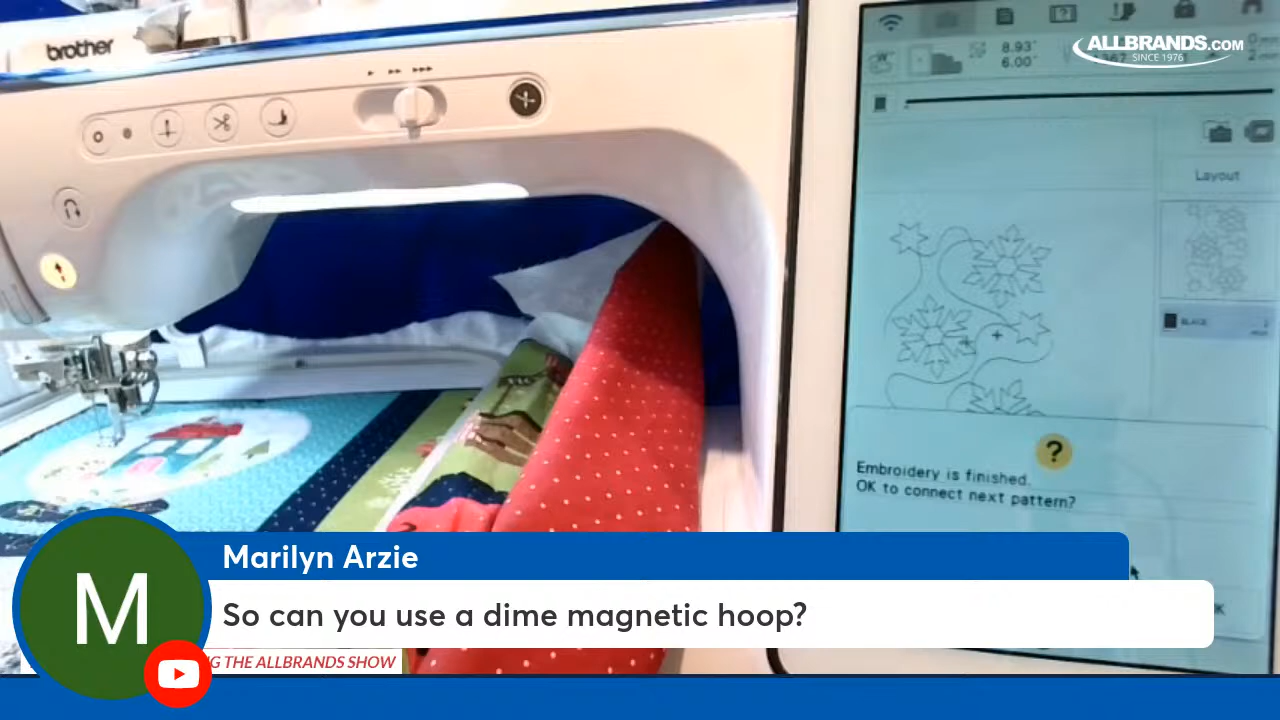 brother
ALLBRANDS.COM
SINCE 1976
8.93"
6.00"
Layout
BLACK
Embroidery is finished.
OK to connect next pattern?
Marilyn Arzie
M
So can you use a dime magnetic hoop?
G THE ALLBRANDS SHOW